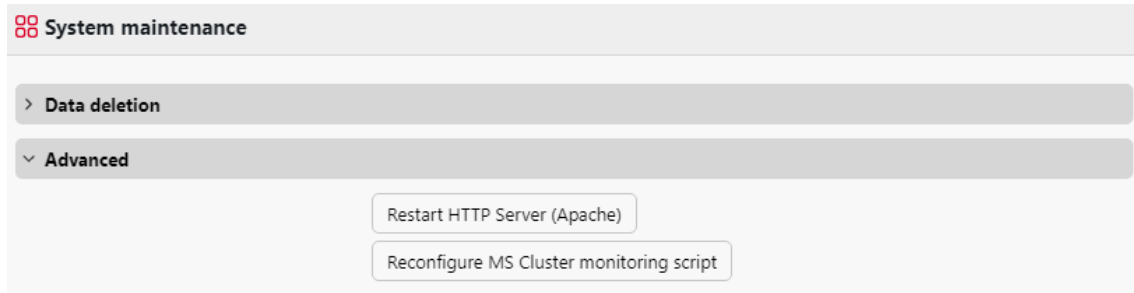 System maintenance
Data deletion
Advanced
Restart HTTP Server (Apache)
Reconfigure MS Cluster monitoring script